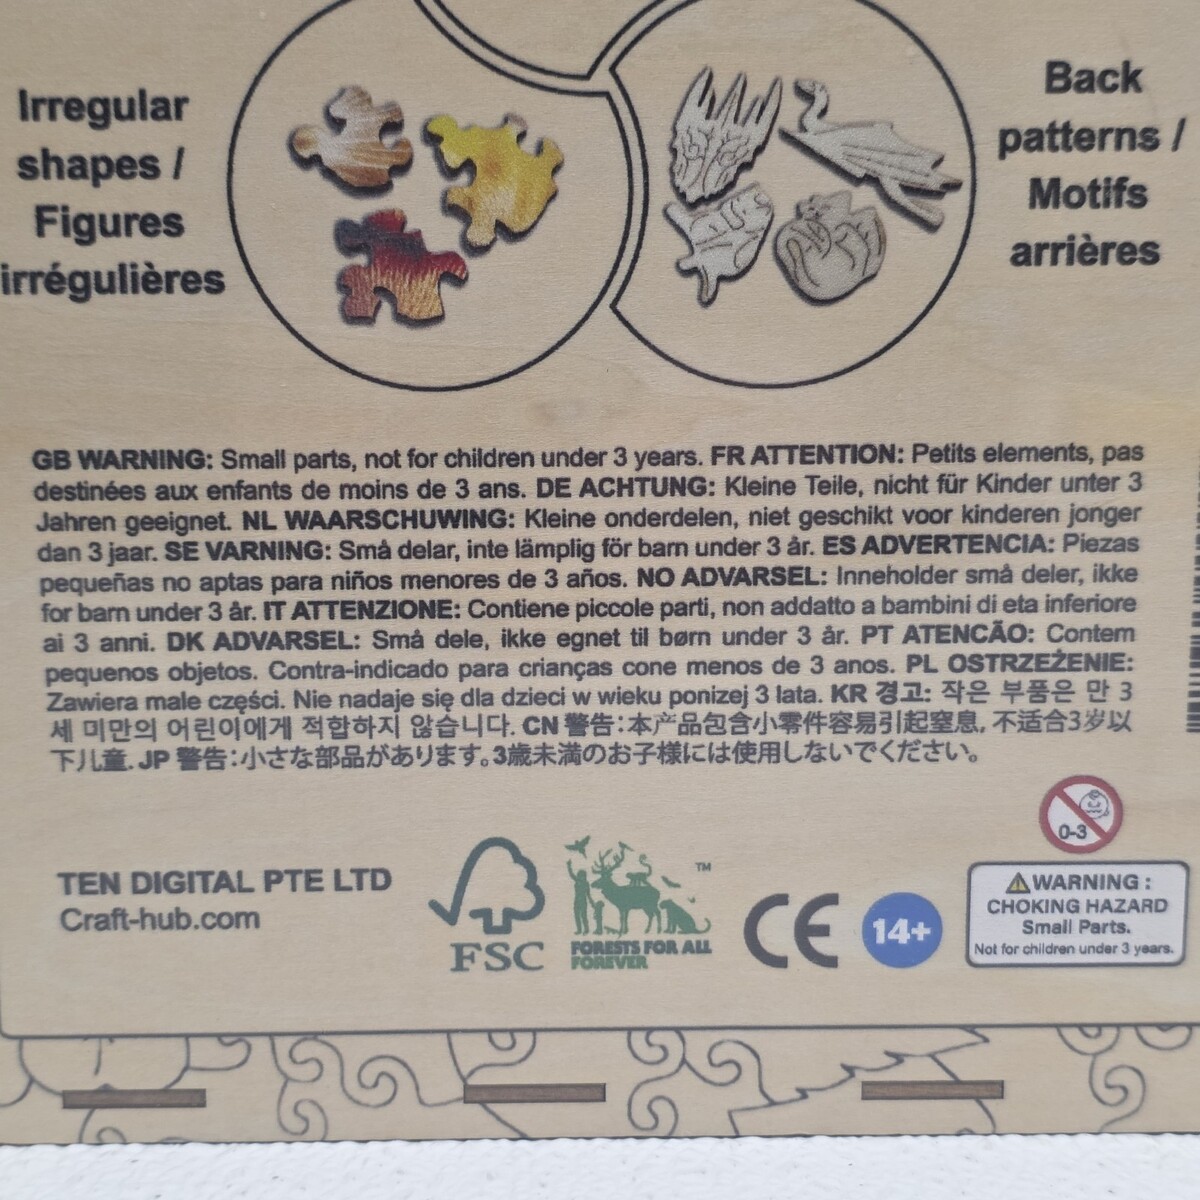 Irregular
shapes /
Figures
irrégulières
Back
patterns /
Motifs
arrières
GB WARNING: Small parts, not for children under 3 years. FR ATTENTION: Petits elements, pas
destinées aux enfants de moins de 3 ans. DE ACHTUNG: Kleine Teile, nicht für Kinder unter 3
Jahren geeignet. NL WAARSCHUWING: Kleine onderdelen, niet geschikt voor kinderen jonger
dan 3 jaar. SE VARNING: Små delar, inte lämplig för barn under 3 år. ES ADVERTENCIA: Piezas
pequeñas no aptas para niños menores de 3 años. NO ADVARSEL: Inneholder små deler, ikke
for barn under 3 år. IT ATTENZIONE: Contiene piccole parti, non addatto a bambini di eta inferiore
ai 3 anni. DK ADVARSEL: Små dele, ikke egnet til børn under 3 år. PT ATENCÃO: Contem
pequenos objetos. Contra-indicado para crianças cone menos de 3 anos. PL OSTRZEŻENIE:
Zawiera male części. Nie nadaje się dla dzieci w wieku ponizej 3 lata. KR 경고: 작은 부품은 만 3
세 미만의 어린이에게 적합하지 않습니다. CN 警告:本产品包含小零件容易引起窒息, 不适合3岁以
下儿童. JP 警告:小さな部品があります。3歳未満のお子様には使用しないでください。
0-3
TEN DIGITAL PTE LTD
Craft-hub.com
FSC
TM
FORESTS FOR ALL
FOREVER
CE
14+
WARNING :
CHOKING HAZARD
Small Parts.
Not for children under 3 years.